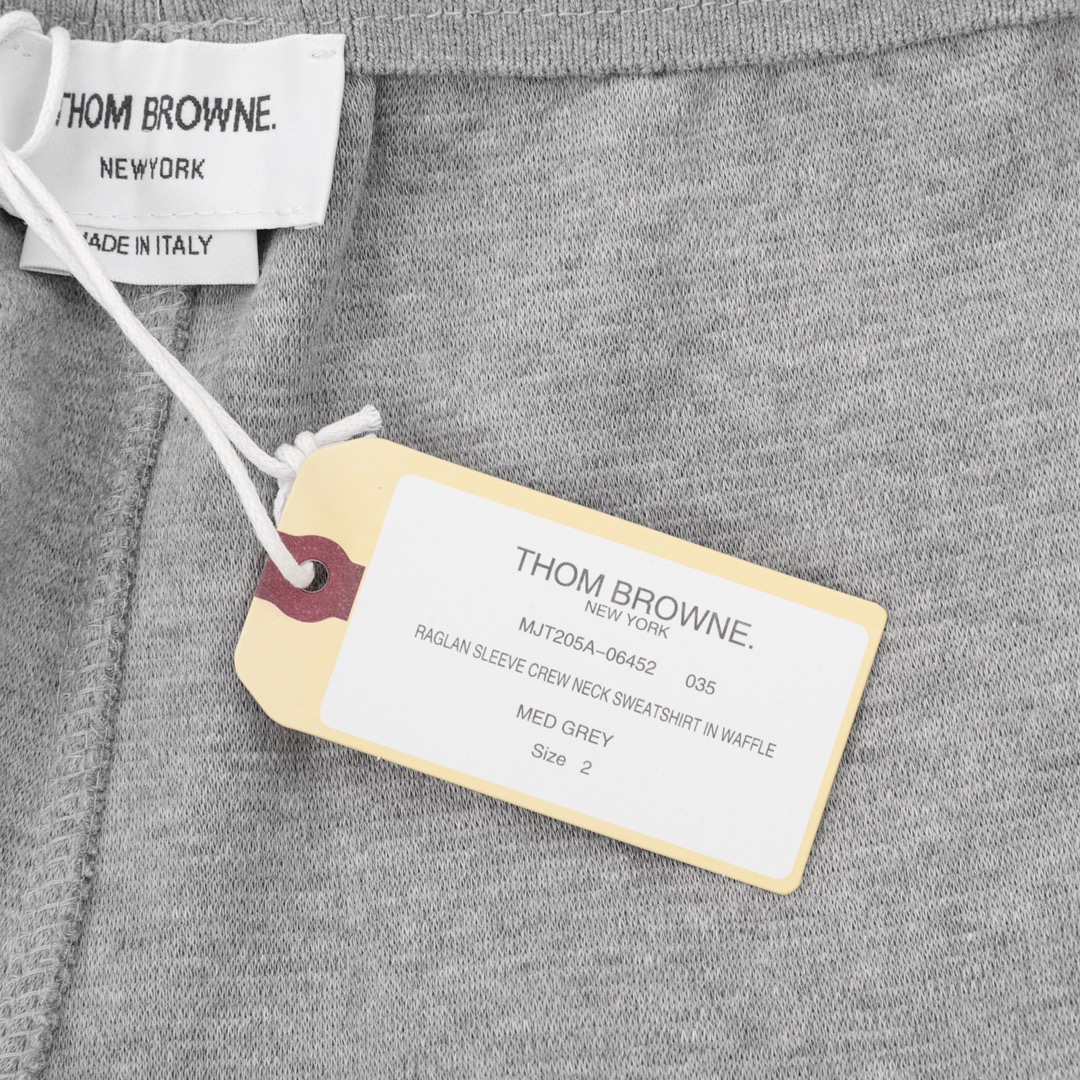 THOM BROWNE.
NEWYORK
MADE IN ITALY
THOM BROWNE.
NEW YORK
MJT205A-06452 035
RAGLAN SLEEVE CREW NECK SWEATSHIRT IN WAFFLE
MED GREY
Size 2